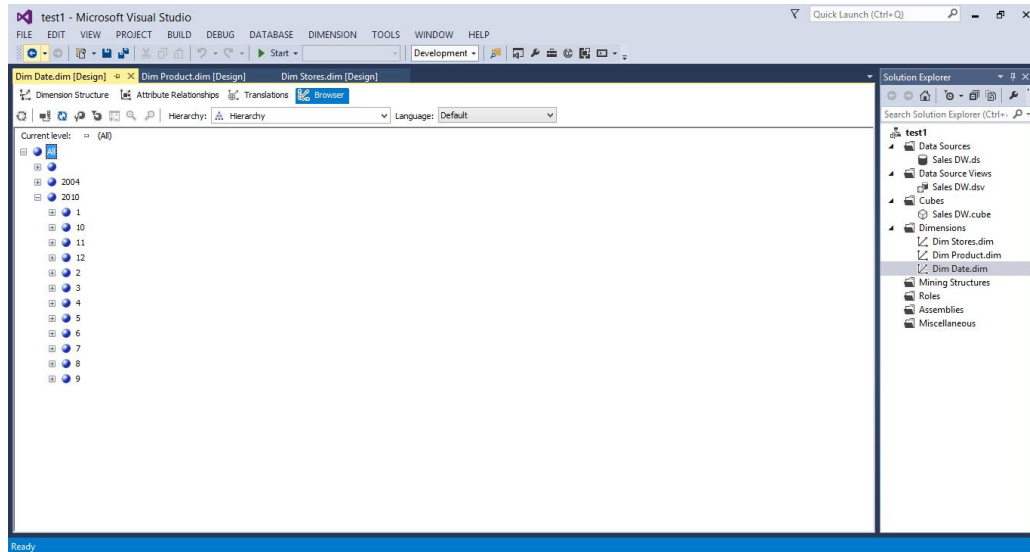 test1 - Microsoft Visual Studio
Quick Launch (Ctrl+Q)
FILE EDIT VIEW PROJECT BUILD DEBUG DATABASE DIMENSION TOOLS WINDOW HELP
Start
Development
Dim Date.dim [Design] Dim Product.dim [Design] Dim Stores.dim [Design]
Dimension Structure Attribute Relationships Translations Browser
Hierarchy: Hierarchy Language: Default
Current level: (All)
All
2004
2010
1
10
11
12
2
3
4
5
6
7
8
9
Solution Explorer
Search Solution Explorer (Ctrl+
test1
Data Sources
Sales DW.ds
Data Source Views
Sales DW.dsv
Cubes
Sales DW.cube
Dimensions
Dim Stores.dim
Dim Product.dim
Dim Date.dim
Mining Structures
Roles
Assemblies
Miscellaneous
Ready